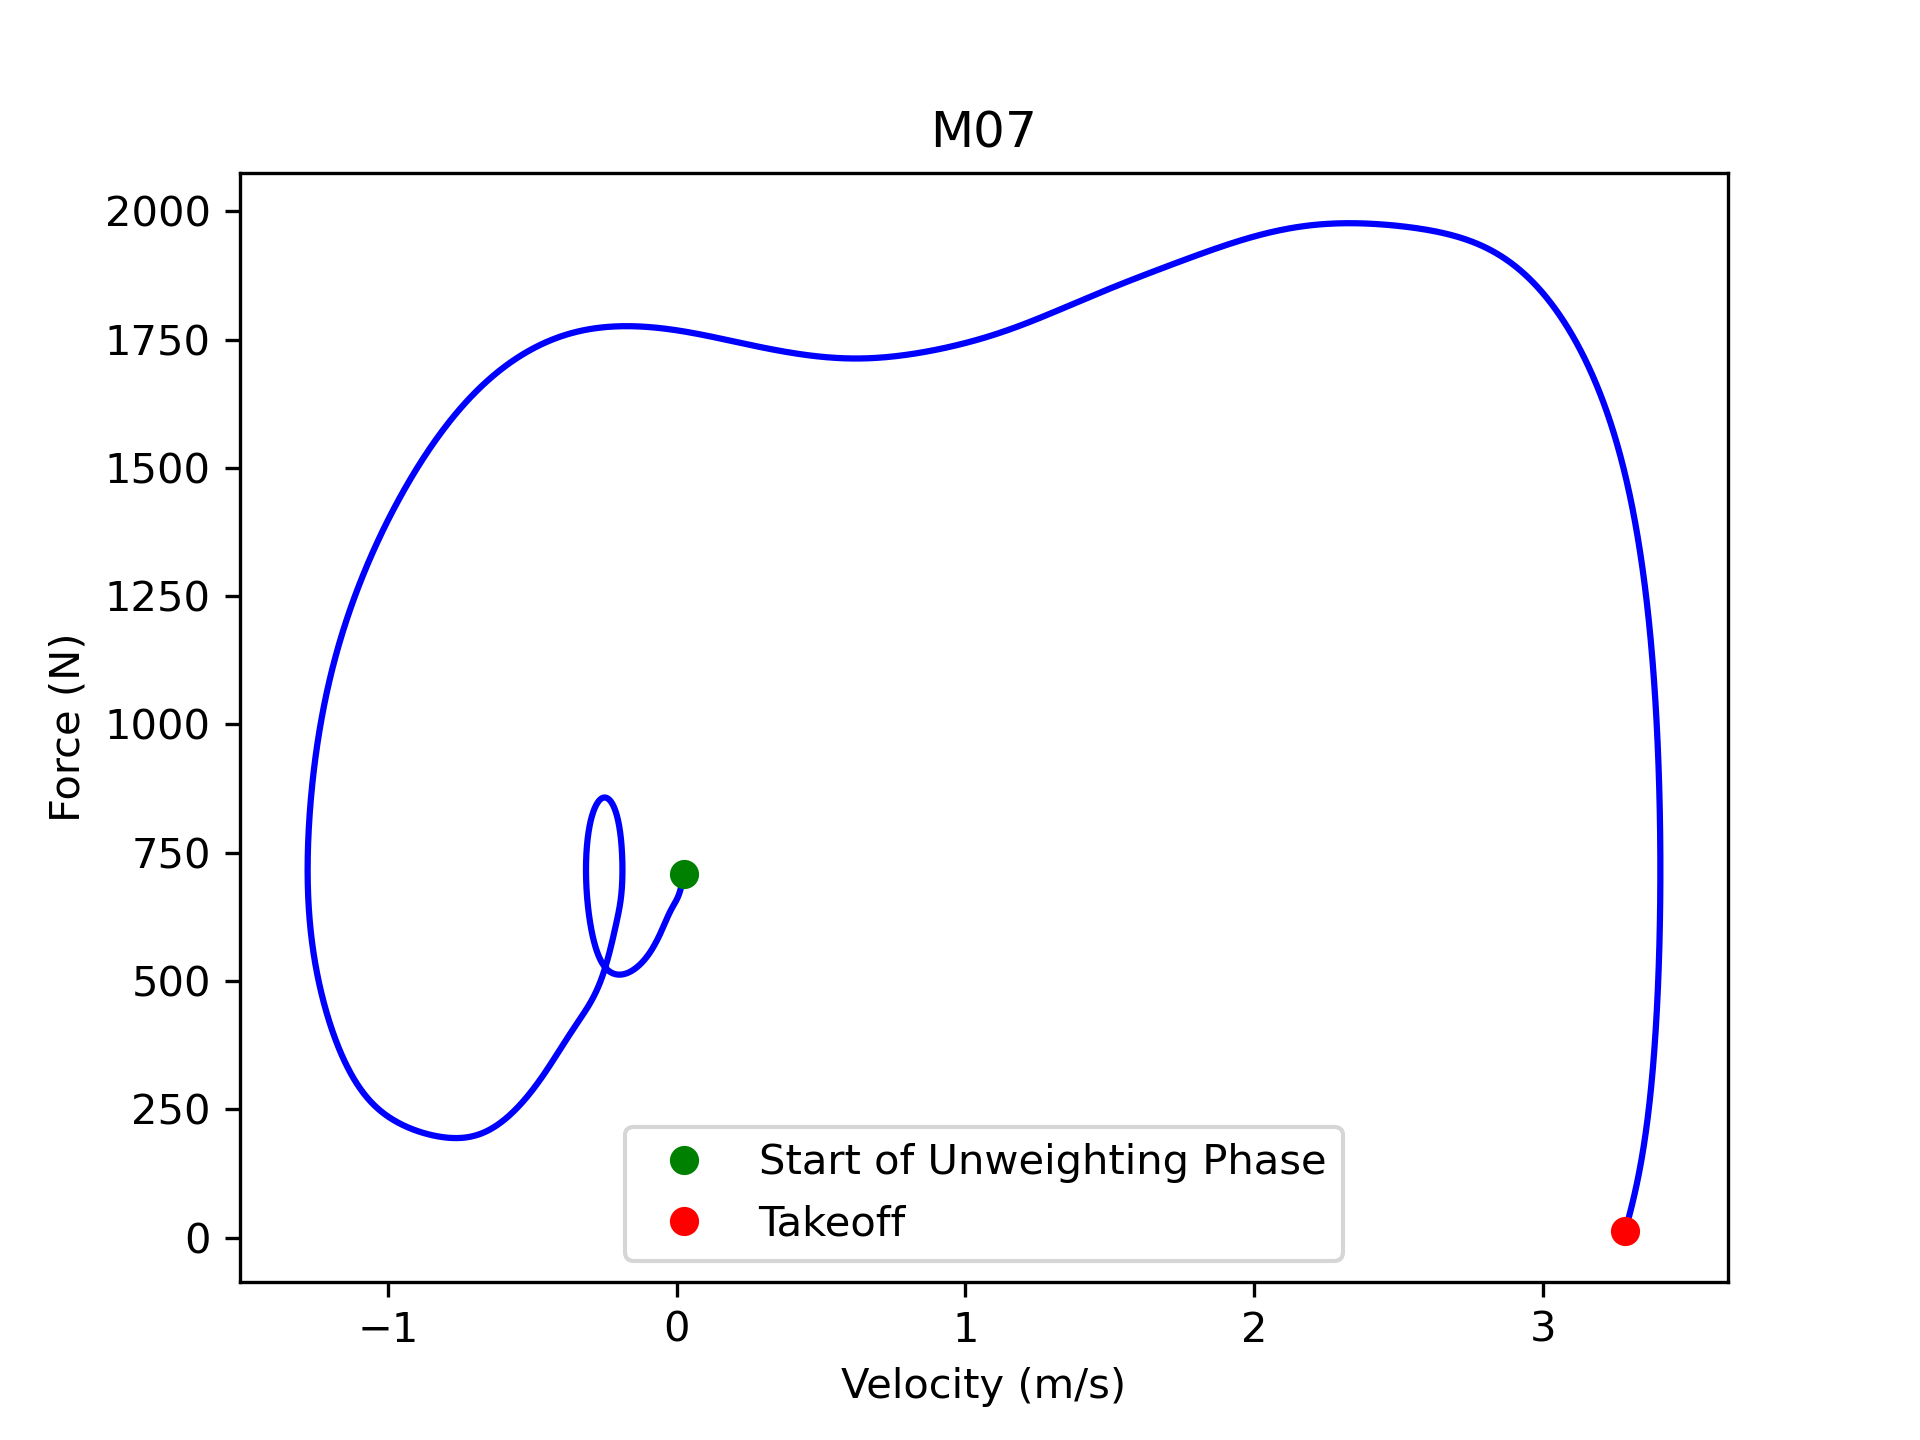 M07
2000
1750
1500
1250
1000
750
500
250
0
Force (N)
Start of Unweighting Phase
Takeoff
−1 0 1 2 3
Velocity (m/s)